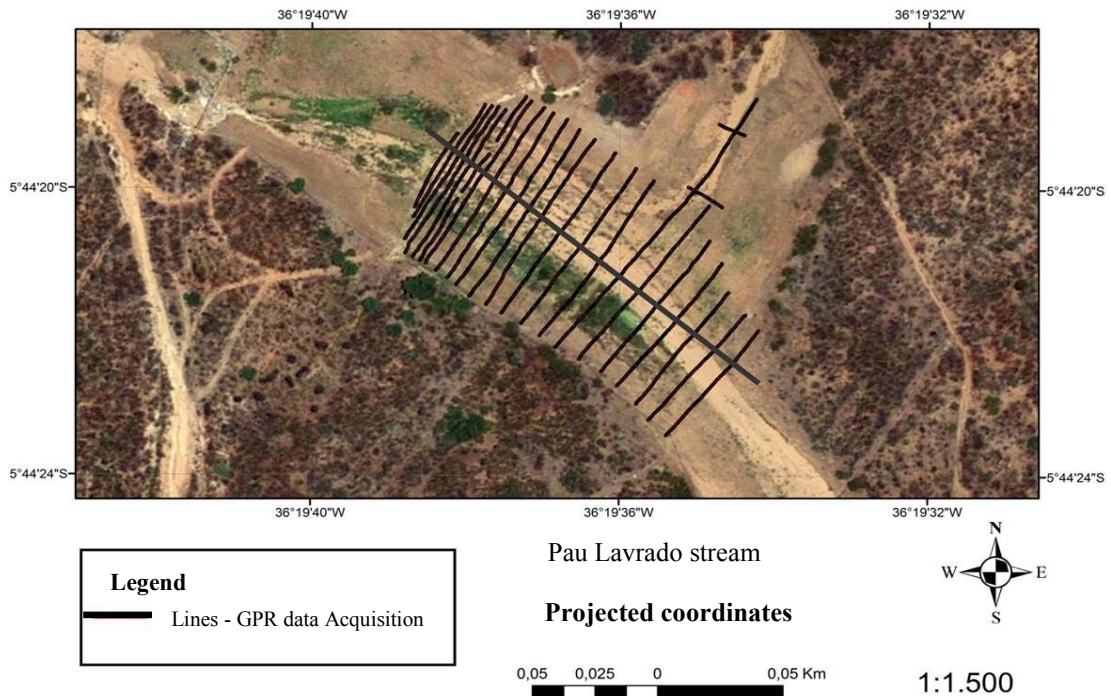 36°19'40"W 36°19'36"W 36°19'32"W
5°44'20"S 5°44'20"S
5°44'24"S 5°44'24"S
36°19'40"W 36°19'36"W 36°19'32"W
Legend
Lines - GPR data Acquisition
Pau Lavrado stream
Projected coordinates
N
W E
S
0,05 0,025 0 0,05 Km
1:1.500